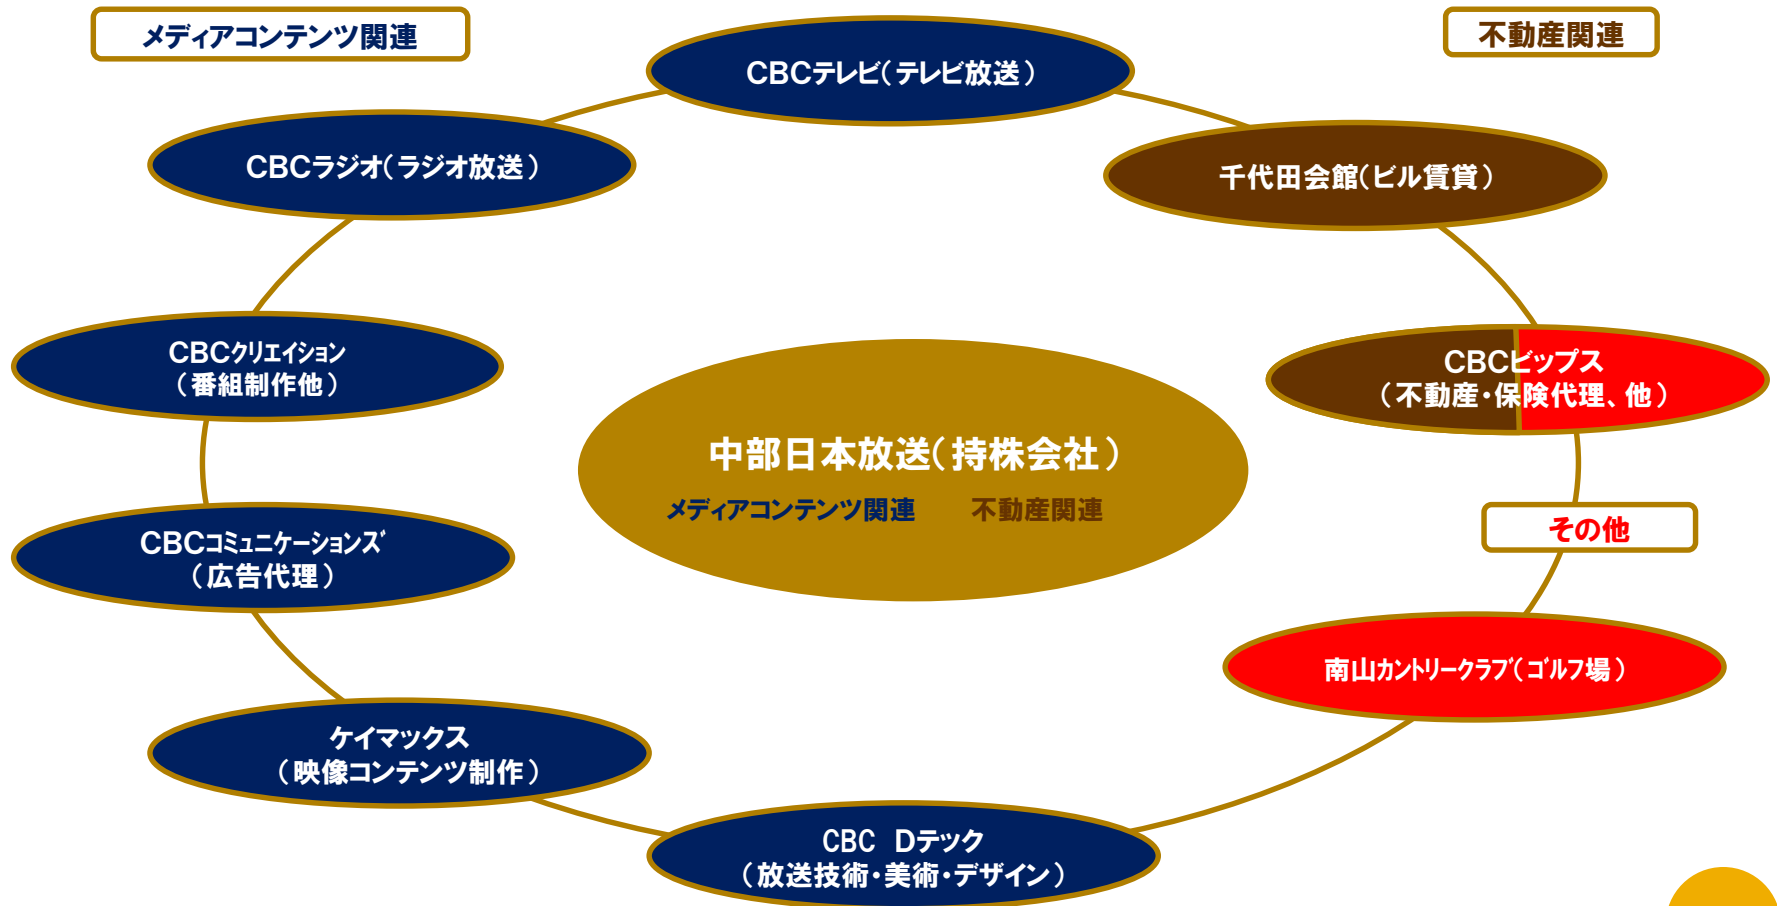 メディアコンテンツ関連
不動産関連
CBCテレビ(テレビ放送)
CBCラジオ(ラジオ放送)
千代田会館(ビル賃貸)
CBCクリエイション
(番組制作他)
CBCビップス
(不動産・保険代理、他)
中部日本放送(持株会社)
メディアコンテンツ関連 不動産関連
その他
CBCコミュニケーションズ
(広告代理)
南山カントリークラブ(ゴルフ場)
ケイマックス
(映像コンテンツ制作)
CBC Dテック
(放送技術・美術・デザイン)